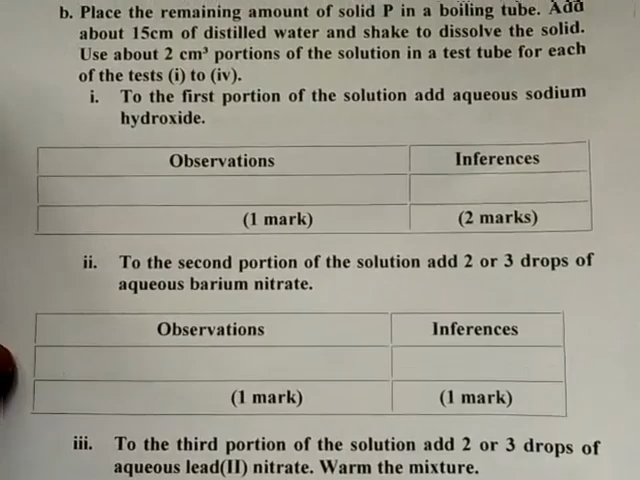 b. Place the remaining amount of solid P in a boiling tube. Add
about 15cm of distilled water and shake to dissolve the solid.
Use about 2 cm³ portions of the solution in a test tube for each
of the tests (i) to (iv).
i. To the first portion of the solution add aqueous sodium
hydroxide.
Observations Inferences
(1 mark) (2 marks)
ii. To the second portion of the solution add 2 or 3 drops of
aqueous barium nitrate.
Observations Inferences
(1 mark) (1 mark)
iii. To the third portion of the solution add 2 or 3 drops of
aqueous lead(II) nitrate. Warm the mixture.